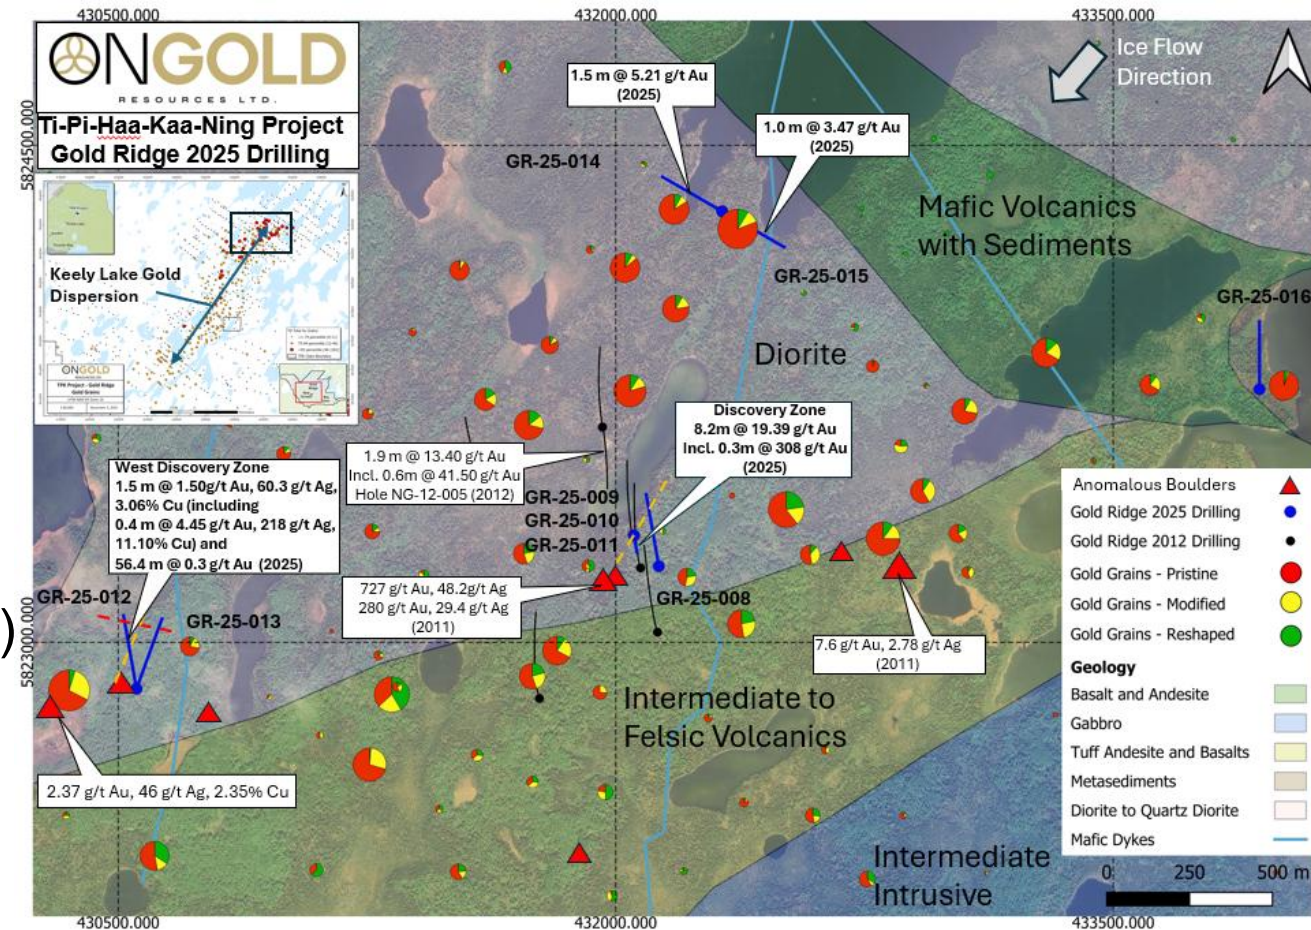 430500.000
432000.000
433500.000
5824500.000
5823000.000
ONGOLD
RESOURCES LTD.
Ti-Pi-Haa-Kaa-Ning Project
Gold Ridge 2025 Drilling
Keely Lake Gold
Dispersion
ONGOLD
TPK Project - Gold Ridge
Gold Grains
Ice Flow
Direction
1.5 m @ 5.21 g/t Au
(2025)
1.0 m @ 3.47 g/t Au
(2025)
GR-25-014
Mafic Volcanics
with Sediments
GR-25-015
GR-25-016
Diorite
Discovery Zone
8.2m @ 19.39 g/t Au
Incl. 0.3m @ 308 g/t Au
(2025)
1.9 m @ 13.40 g/t Au
Incl. 0.6m @ 41.50 g/t Au
Hole NG-12-005 (2012)
West Discovery Zone
1.5 m @ 1.50g/t Au, 60.3 g/t Ag,
3.06% Cu (including
0.4 m @ 4.45 g/t Au, 218 g/t Ag,
11.10% Cu) and
56.4 m @ 0.3 g/t Au (2025)
GR-25-009
GR-25-010
GR-25-011
727 g/t Au, 48.2g/t Ag
280 g/t Au, 29.4 g/t Ag
(2011)
GR-25-012
GR-25-013
GR-25-008
)
7.6 g/t Au, 2.78 g/t Ag
(2011)
Intermediate to
Felsic Volcanics
2.37 g/t Au, 46 g/t Ag, 2.35% Cu
Intermediate
Intrusive
Anomalous Boulders
Gold Ridge 2025 Drilling
Gold Ridge 2012 Drilling
Gold Grains - Pristine
Gold Grains - Modified
Gold Grains - Reshaped
Geology
Basalt and Andesite
Gabbro
Tuff Andesite and Basalts
Metasediments
Diorite to Quartz Diorite
Mafic Dykes
0 250 500 m
430500.000
432000.000
433500.000